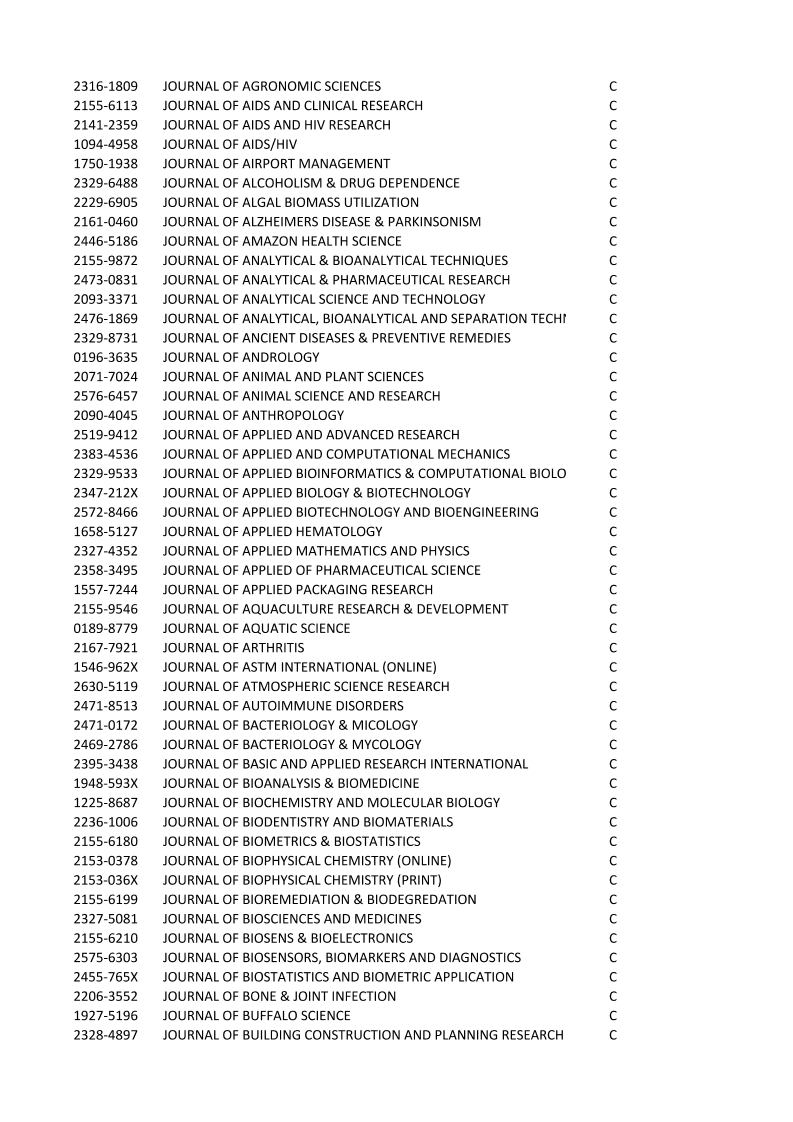 2316-1809 JOURNAL OF AGRONOMIC SCIENCES C
2155-6113 JOURNAL OF AIDS AND CLINICAL RESEARCH C
2141-2359 JOURNAL OF AIDS AND HIV RESEARCH C
1094-4958 JOURNAL OF AIDS/HIV C
1750-1938 JOURNAL OF AIRPORT MANAGEMENT C
2329-6488 JOURNAL OF ALCOHOLISM & DRUG DEPENDENCE C
2229-6905 JOURNAL OF ALGAL BIOMASS UTILIZATION C
2161-0460 JOURNAL OF ALZHEIMERS DISEASE & PARKINSONISM C
2446-5186 JOURNAL OF AMAZON HEALTH SCIENCE C
2155-9872 JOURNAL OF ANALYTICAL & BIOANALYTICAL TECHNIQUES C
2473-0831 JOURNAL OF ANALYTICAL & PHARMACEUTICAL RESEARCH C
2093-3371 JOURNAL OF ANALYTICAL SCIENCE AND TECHNOLOGY C
2476-1869 JOURNAL OF ANALYTICAL, BIOANALYTICAL AND SEPARATION TECHN C
2329-8731 JOURNAL OF ANCIENT DISEASES & PREVENTIVE REMEDIES C
0196-3635 JOURNAL OF ANDROLOGY C
2071-7024 JOURNAL OF ANIMAL AND PLANT SCIENCES C
2576-6457 JOURNAL OF ANIMAL SCIENCE AND RESEARCH C
2090-4045 JOURNAL OF ANTHROPOLOGY C
2519-9412 JOURNAL OF APPLIED AND ADVANCED RESEARCH C
2383-4536 JOURNAL OF APPLIED AND COMPUTATIONAL MECHANICS C
2329-9533 JOURNAL OF APPLIED BIOINFORMATICS & COMPUTATIONAL BIOLO C
2347-212X JOURNAL OF APPLIED BIOLOGY & BIOTECHNOLOGY C
2572-8466 JOURNAL OF APPLIED BIOTECHNOLOGY AND BIOENGINEERING C
1658-5127 JOURNAL OF APPLIED HEMATOLOGY C
2327-4352 JOURNAL OF APPLIED MATHEMATICS AND PHYSICS C
2358-3495 JOURNAL OF APPLIED OF PHARMACEUTICAL SCIENCE C
1557-7244 JOURNAL OF APPLIED PACKAGING RESEARCH C
2155-9546 JOURNAL OF AQUACULTURE RESEARCH & DEVELOPMENT C
0189-8779 JOURNAL OF AQUATIC SCIENCE C
2167-7921 JOURNAL OF ARTHRITIS C
1546-962X JOURNAL OF ASTM INTERNATIONAL (ONLINE) C
2630-5119 JOURNAL OF ATMOSPHERIC SCIENCE RESEARCH C
2471-8513 JOURNAL OF AUTOIMMUNE DISORDERS C
2471-0172 JOURNAL OF BACTERIOLOGY & MICOLOGY C
2469-2786 JOURNAL OF BACTERIOLOGY & MYCOLOGY C
2395-3438 JOURNAL OF BASIC AND APPLIED RESEARCH INTERNATIONAL C
1948-593X JOURNAL OF BIOANALYSIS & BIOMEDICINE C
1225-8687 JOURNAL OF BIOCHEMISTRY AND MOLECULAR BIOLOGY C
2236-1006 JOURNAL OF BIODENTISTRY AND BIOMATERIALS C
2155-6180 JOURNAL OF BIOMETRICS & BIOSTATISTICS C
2153-0378 JOURNAL OF BIOPHYSICAL CHEMISTRY (ONLINE) C
2153-036X JOURNAL OF BIOPHYSICAL CHEMISTRY (PRINT) C
2155-6199 JOURNAL OF BIOREMEDIATION & BIODEGREDATION C
2327-5081 JOURNAL OF BIOSCIENCES AND MEDICINES C
2155-6210 JOURNAL OF BIOSENS & BIOELECTRONICS C
2575-6303 JOURNAL OF BIOSENSORS, BIOMARKERS AND DIAGNOSTICS C
2455-765X JOURNAL OF BIOSTATISTICS AND BIOMETRIC APPLICATION C
2206-3552 JOURNAL OF BONE & JOINT INFECTION C
1927-5196 JOURNAL OF BUFFALO SCIENCE C
2328-4897 JOURNAL OF BUILDING CONSTRUCTION AND PLANNING RESEARCH C